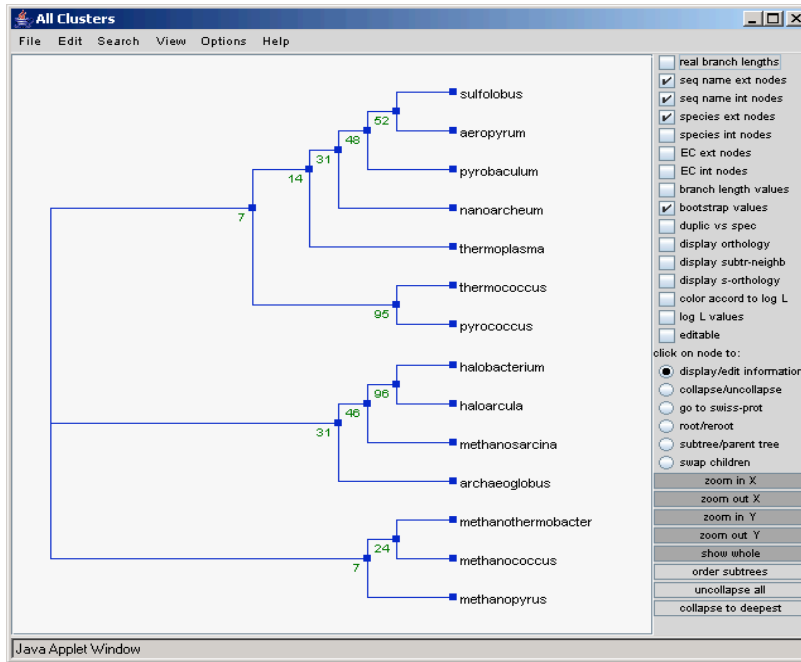 All Clusters
File Edit Search View Options Help
sulfolobus
52
aeropyrum
48
31
pyrobaculum
14
7
nanoarcheum
thermoplasma
thermococcus
95
pyrococcus
halobacterium
96
haloarcula
46
31
methanosarcina
archaeoglobus
methanothermobacter
24
methanococcus
7
methanopyrus
real branch lengths
seq name ext nodes
seq name int nodes
species ext nodes
species int nodes
EC ext nodes
EC int nodes
branch length values
bootstrap values
duplic vs spec
display orthology
display subtr-neighb
display s-orthology
color accord to log L
log L values
editable
click on node to:
display/edit information
collapse/uncollapse
go to swiss-prot
root/reroot
subtree/parent tree
swap children
zoom in X
zoom out X
zoom in Y
zoom out Y
show whole
order subtrees
uncollapse all
collapse to deepest
Java Applet Window